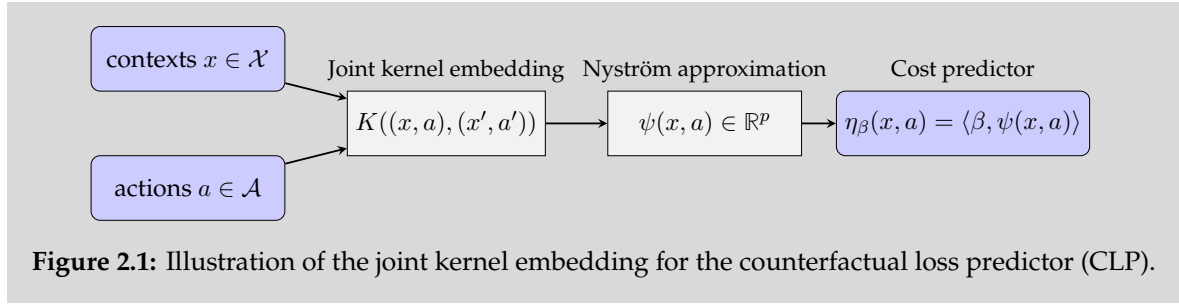 contexts x ∈ 𝒳
Joint kernel embedding
Nyström approximation
Cost predictor
K((x, a), (x′, a′))
ψ(x, a) ∈ ℝᵖ
η_β(x, a) = ⟨β, ψ(x, a)⟩
actions a ∈ 𝒜
Figure 2.1: Illustration of the joint kernel embedding for the counterfactual loss predictor (CLP).